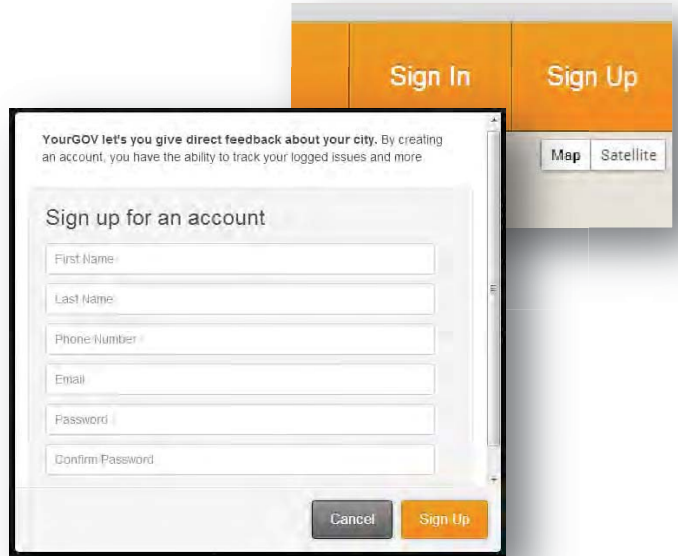 Sign In
Sign Up
Map
Satellite
YourGOV let's you give direct feedback about your city. By creating
an account, you have the ability to track your logged issues and more
Sign up for an account
First Name
Last Name
Phone Number
Email
Password
Confirm Password
Cancel
Sign Up